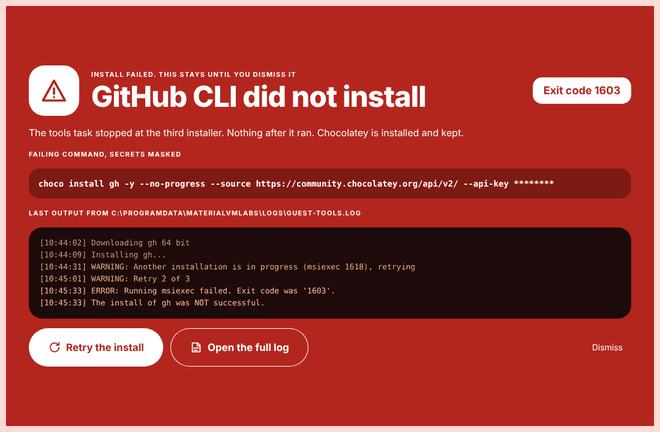 INSTALL FAILED. THIS STAYS UNTIL YOU DISMISS IT
GitHub CLI did not install
Exit code 1603
The tools task stopped at the third installer. Nothing after it ran. Chocolatey is installed and kept.
FAILING COMMAND, SECRETS MASKED
choco install gh -y --no-progress --source https://community.chocolatey.org/api/v2/ --api-key ********
LAST OUTPUT FROM C:\PROGRAMDATA\MATERIALVMLABS\LOGS\GUEST-TOOLS.LOG
[10:44:02] Downloading gh 64 bit
[10:44:09] Installing gh...
[10:44:31] WARNING: Another installation is in progress (msiexec 1618), retrying
[10:45:01] WARNING: Retry 2 of 3
[10:45:33] ERROR: Running msiexec failed. Exit code was '1603'.
[10:45:33] The install of gh was NOT successful.
Retry the install
Open the full log
Dismiss